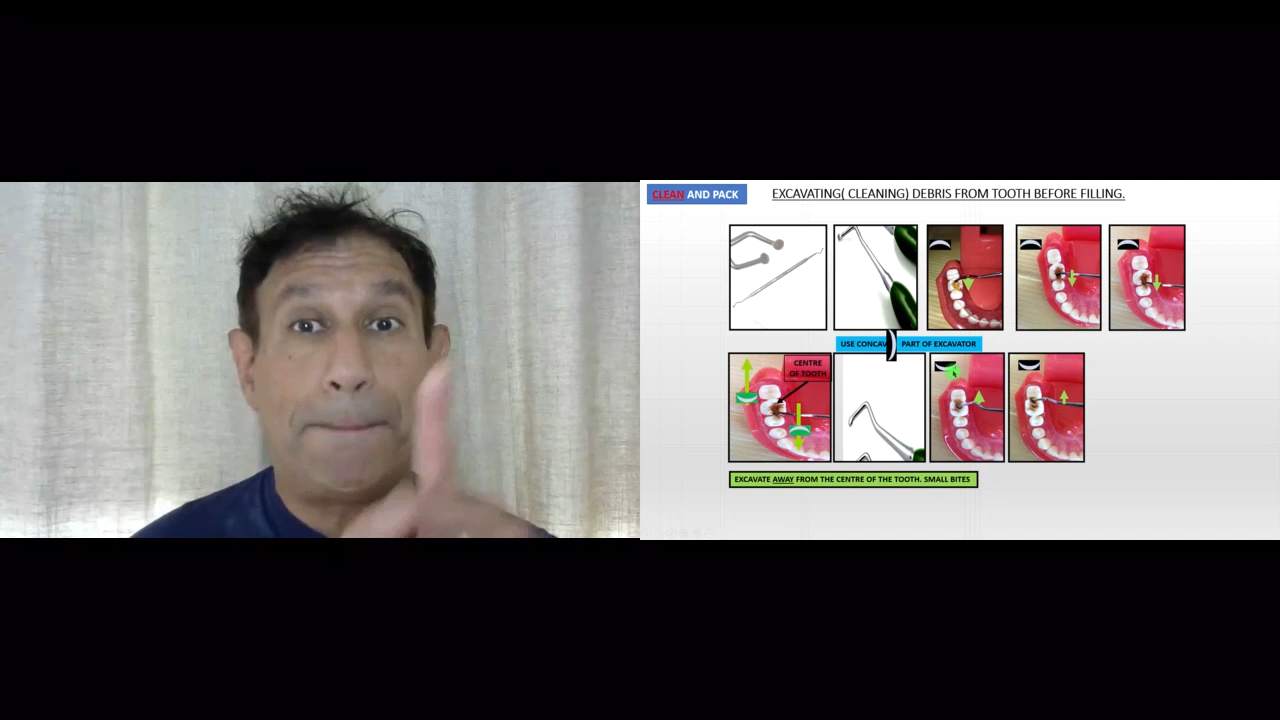 CLEAN AND PACK
EXCAVATING( CLEANING) DEBRIS FROM TOOTH BEFORE FILLING.
USE CONCAV PART OF EXCAVATOR
CENTRE
OF TOOTH
EXCAVATE AWAY FROM THE CENTRE OF THE TOOTH. SMALL BITES